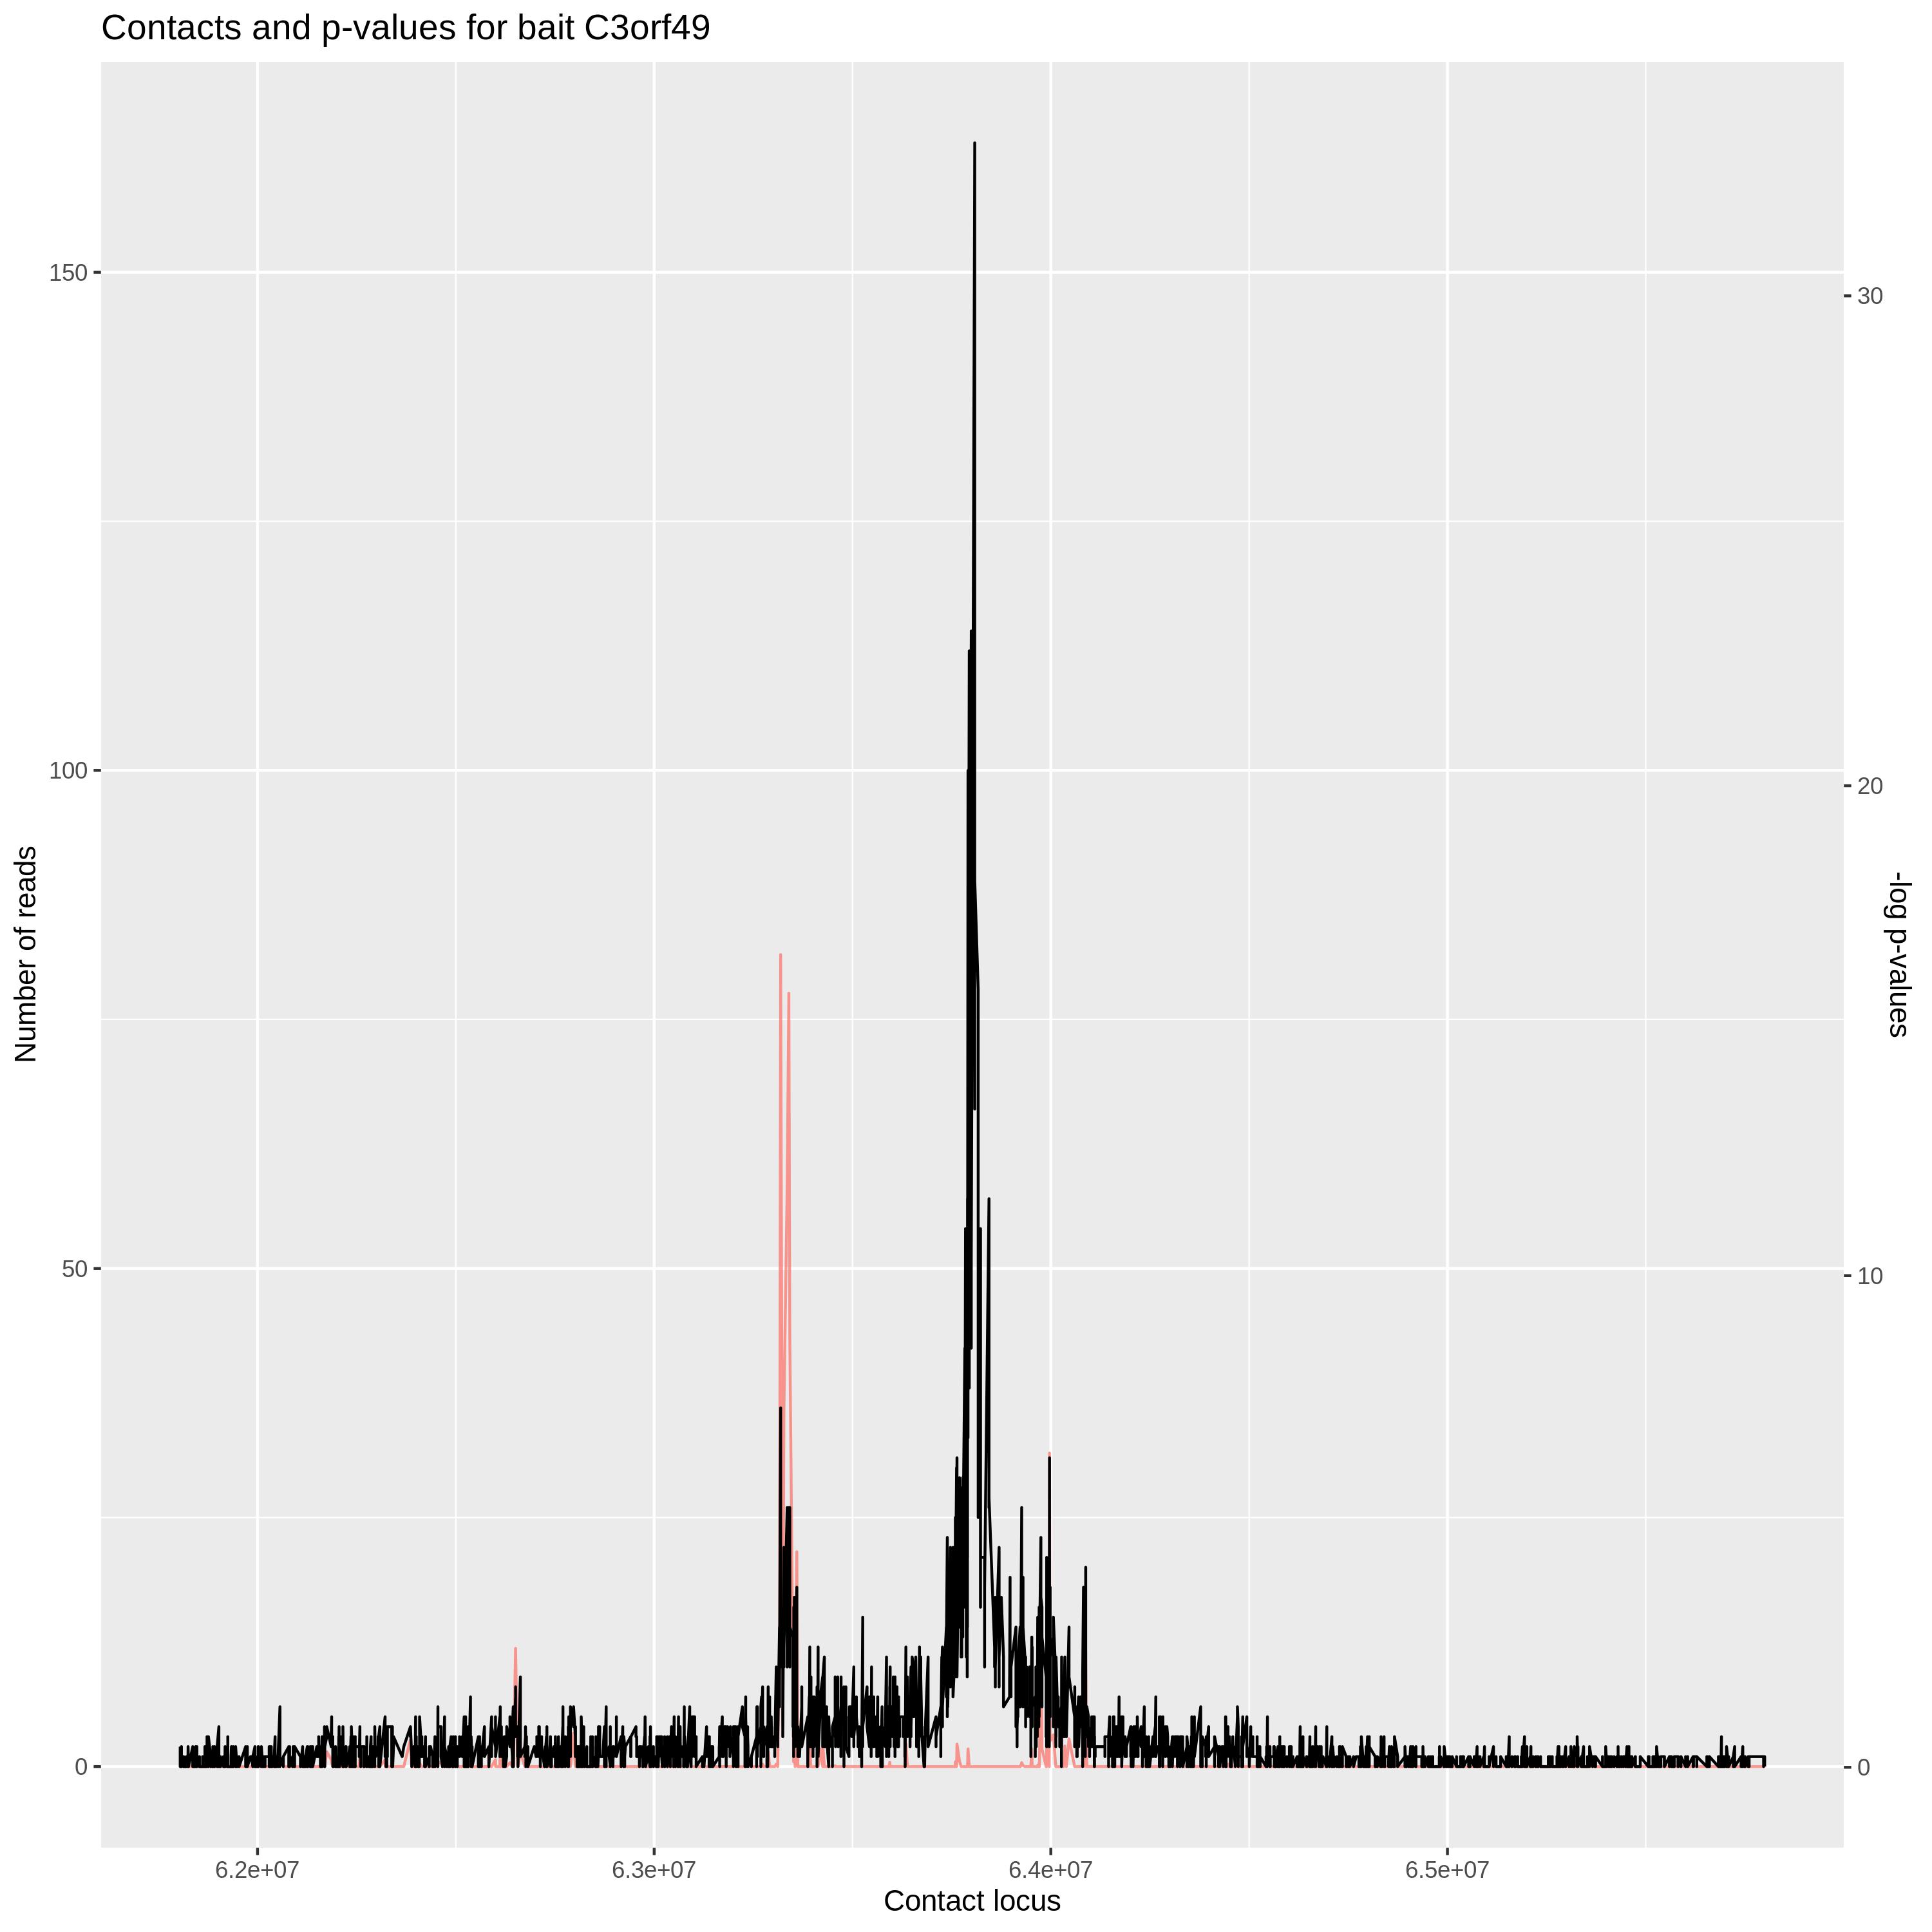 Contacts and p-values for bait C3orf49
150
100
50
0
Number of reads
30
20
10
0
-log p-values
6.2e+07 6.3e+07 6.4e+07 6.5e+07
Contact locus